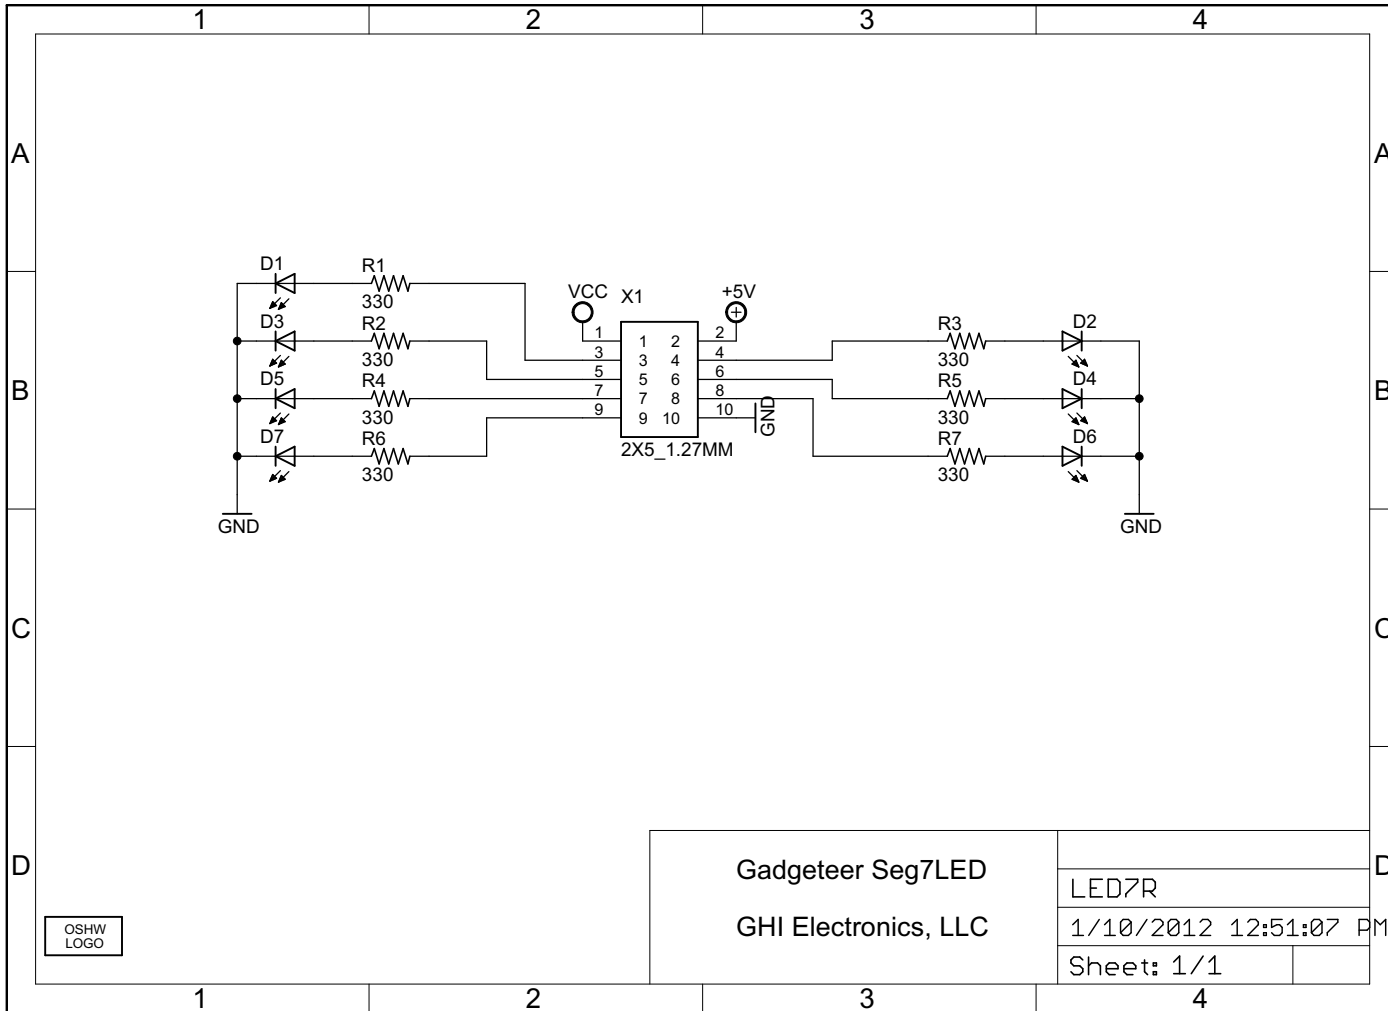 1 2 3 4
A A
D1 R1
330
VCC X1 +5V
D3 R2
330
R3 D2
330
1 1 2 2
3 3 4 4
5 5 6 6
7 7 8 8
9 9 10 10
GND
2X5_1.27MM
B B
D5 R4
330
R5 D4
330
D7 R6
330
R7 D6
330
GND GND
C C
D D
Gadgeteer Seg7LED
GHI Electronics, LLC
LED7R
1/10/2012 12:51:07 PM
Sheet: 1/1
OSHW
LOGO
1 2 3 4